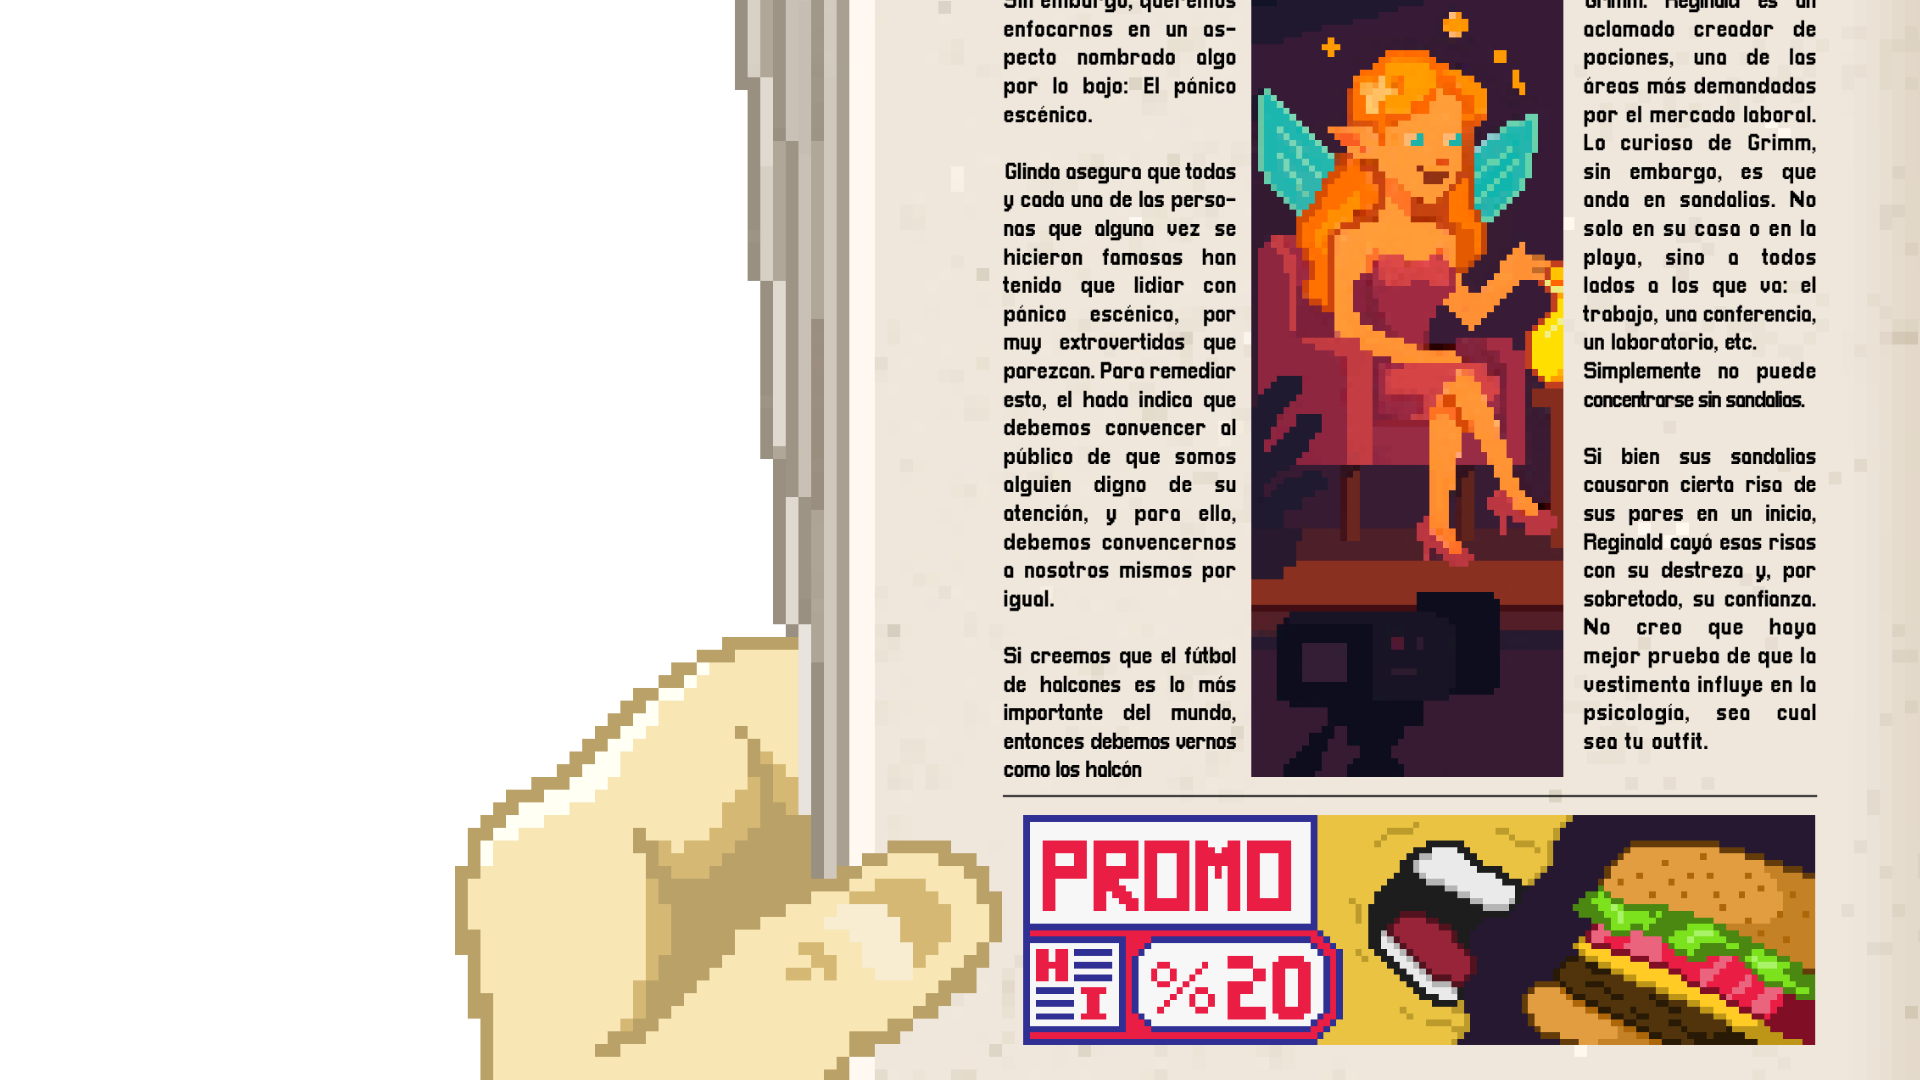 Sin embargo, queremos
enfocarnos en un as-
pecto nombrado algo
por lo bajo: El pánico
escénico.
Glinda asegura que todas
y cada una de las perso-
nas que alguna vez se
hicieron famosas han
tenido que lidiar con
pánico escénico, por
muy extrovertidas que
parezcan. Para remediar
esto, el hada indica que
debemos convencer al
público de que somos
alguien digno de su
atención, y para ello,
debemos convencernos
a nosotros mismos por
igual.
Si creemos que el fútbol
de halcones es lo más
importante del mundo,
entonces debemos vernos
como los halcón
Grimm. Reginald es un
aclamado creador de
pociones, una de las
áreas más demandadas
por el mercado laboral.
Lo curioso de Grimm,
sin embargo, es que
anda en sandalias. No
solo en su casa o en la
playa, sino a todos
lados a los que va: el
trabajo, una conferencia,
un laboratorio, etc.
Simplemente no puede
concentrarse sin sandalias.
Si bien sus sandalias
causaron cierta risa de
sus pares en un inicio,
Reginald cayó esas risas
con su destreza y, por
sobretodo, su confianza.
No creo que haya
mejor prueba de que la
vestimenta influye en la
psicología, sea cual
sea tu outfit.
PROMO
H
I
%20